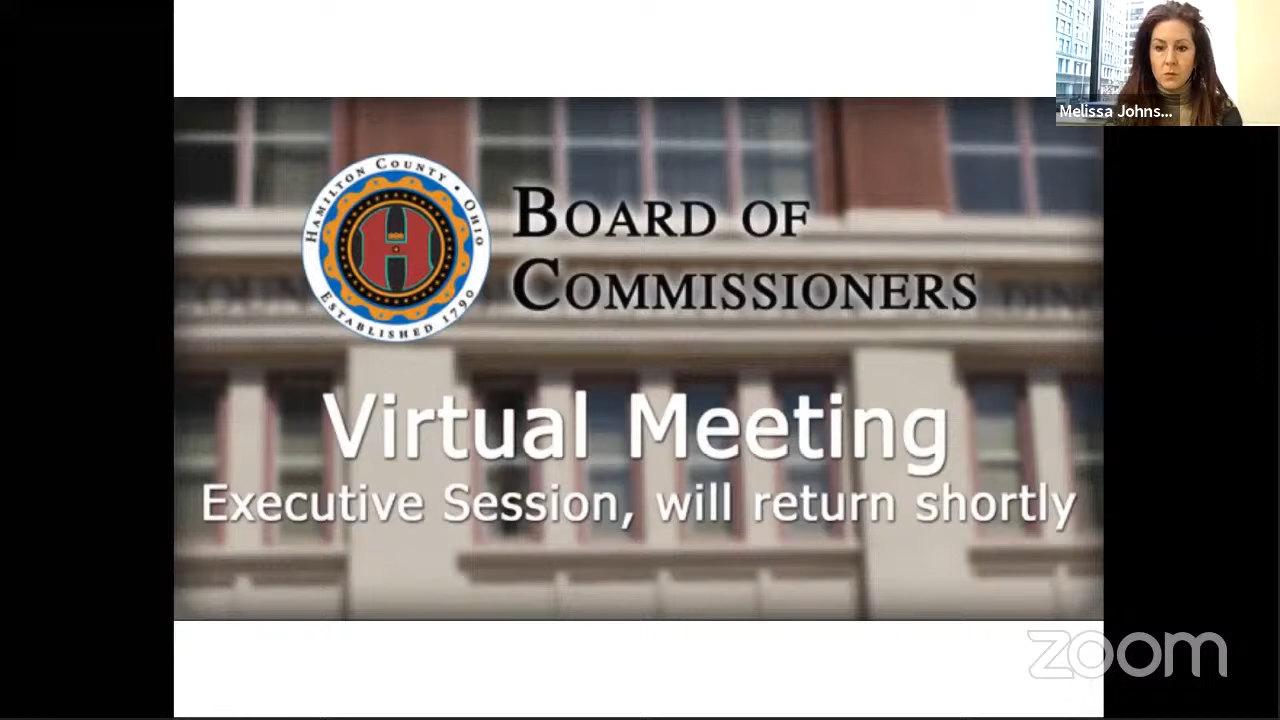 Melissa Johns...
HAMILTON COUNTY • OHIO
ESTABLISHED 1790
H
BOARD OF
COMMISSIONERS
Virtual Meeting
Executive Session, will return shortly
zoom